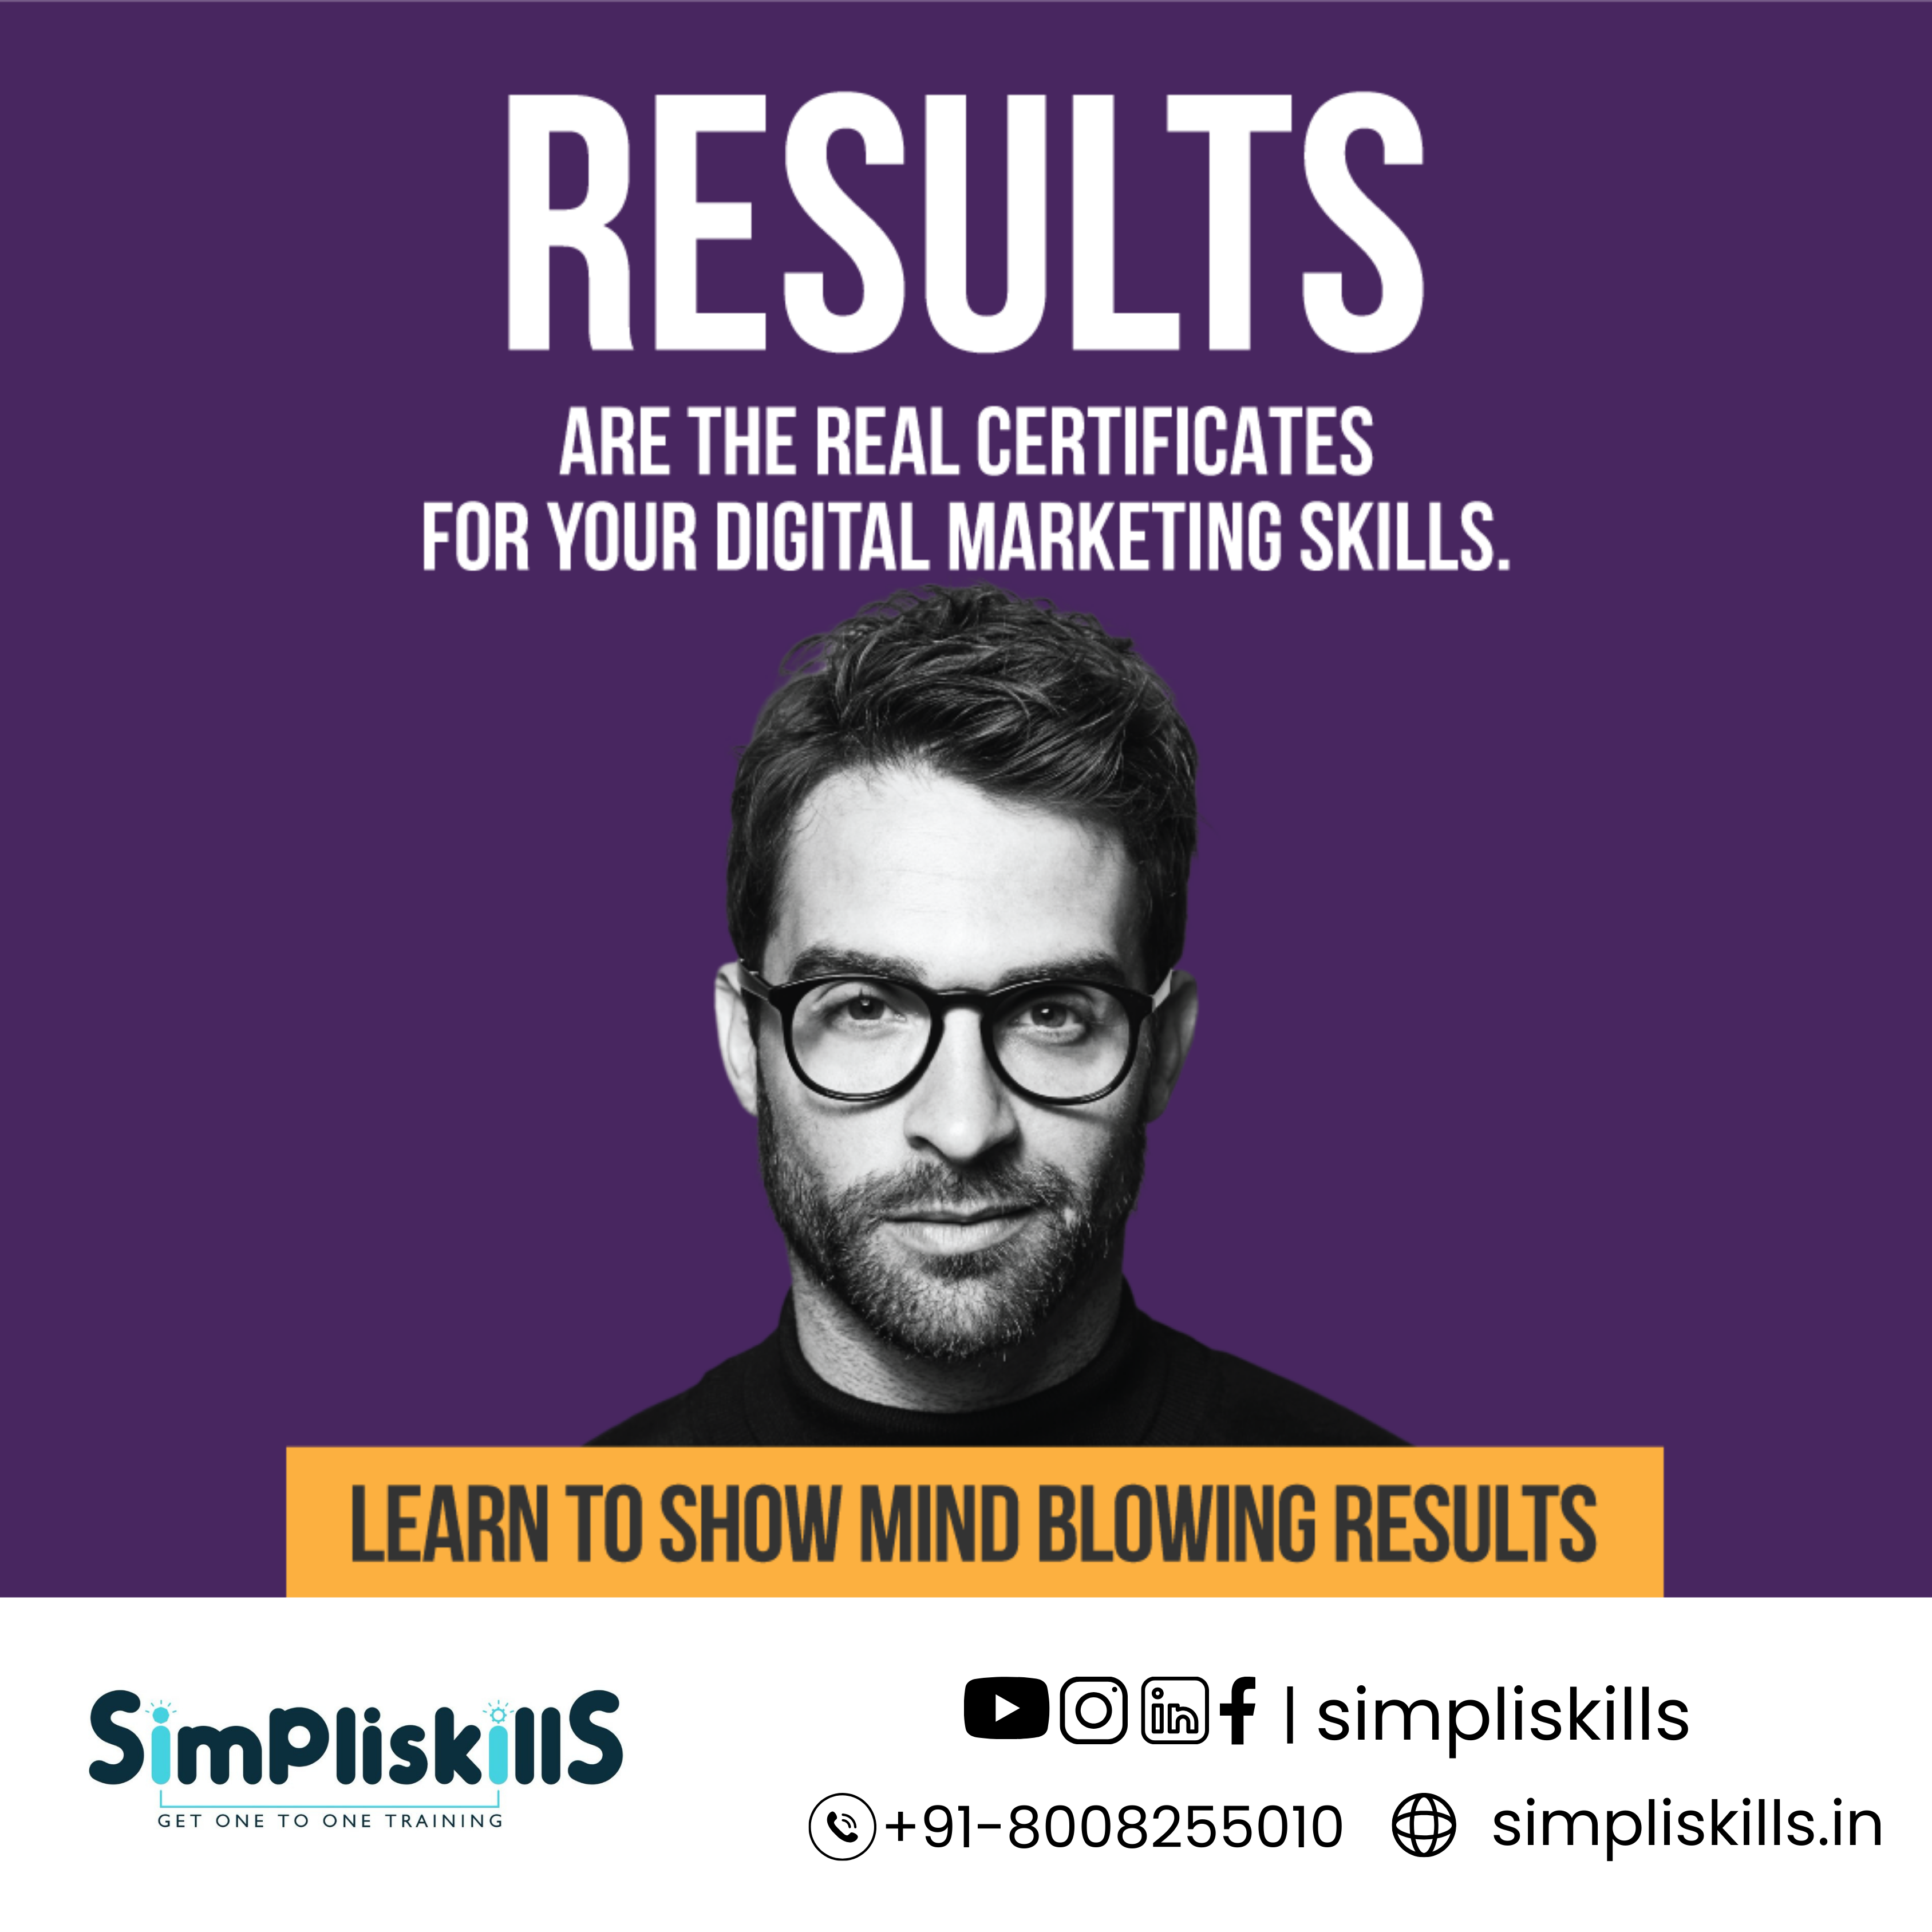 RESULTS
ARE THE REAL CERTIFICATES
FOR YOUR DIGITAL MARKETING SKILLS.
LEARN TO SHOW MIND BLOWING RESULTS
SimPliskillS
GET ONE TO ONE TRAINING
| simpliskills
+91-8008255010 simpliskills.in